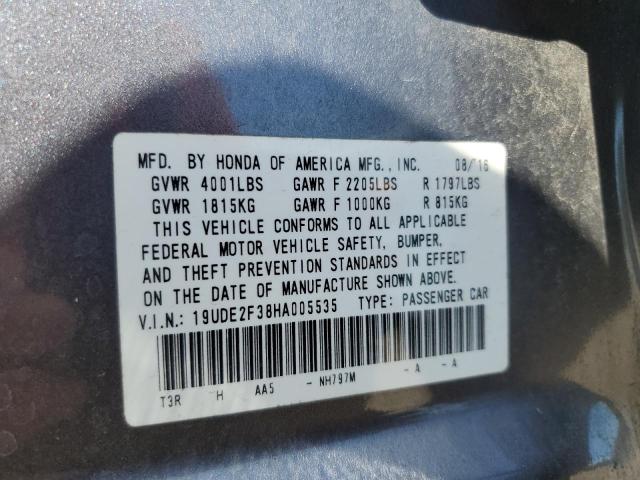 MFD. BY HONDA OF AMERICA MFG., INC. 08/16
GVWR 4001LBS GAWR F 2205LBS R 1797LBS
GVWR 1815KG GAWR F 1000KG R 815KG
THIS VEHICLE CONFORMS TO ALL APPLICABLE
FEDERAL MOTOR VEHICLE SAFETY, BUMPER,
AND THEFT PREVENTION STANDARDS IN EFFECT
ON THE DATE OF MANUFACTURE SHOWN ABOVE.
V.I.N.: 19UDE2F38HA005535 TYPE: PASSENGER CAR
T3R H AA5 - NH797M - A - A